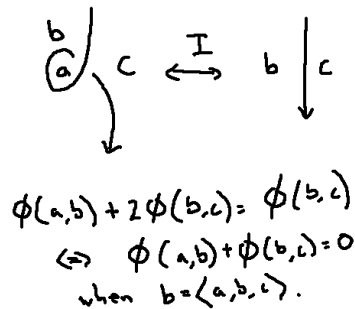 b
a c I b c
φ(a,b)+2φ(b,c)=φ(b,c)
⇔ φ(a,b)+φ(b,c)=0
when b=⟨a,b,c⟩.